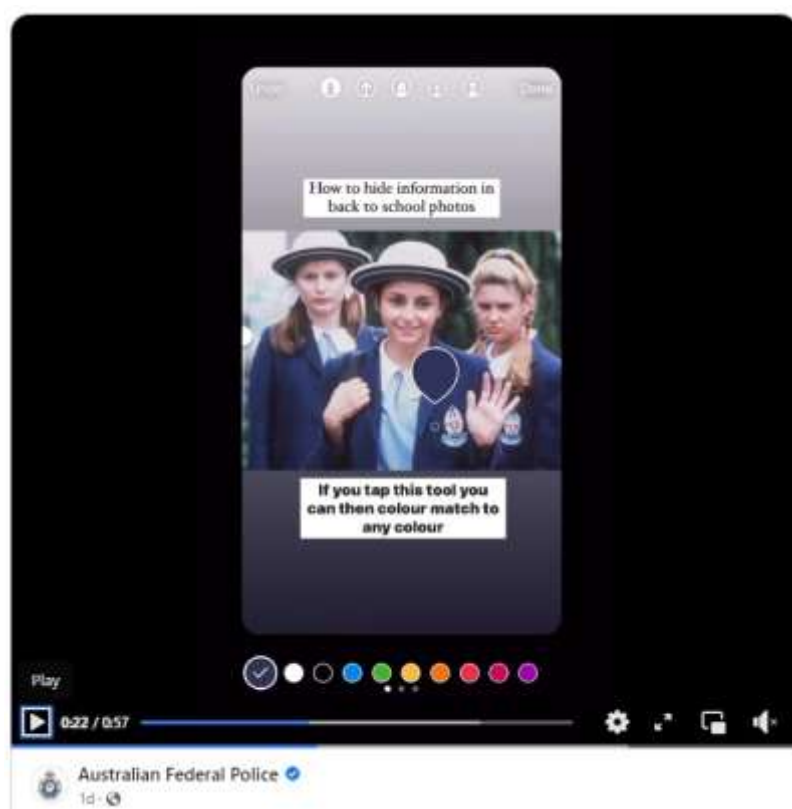 Done
How to hide information in
back to school photos
If you tap this tool you
can then colour match to
any colour
Play
0:22 / 0:57
Australian Federal Police
1d